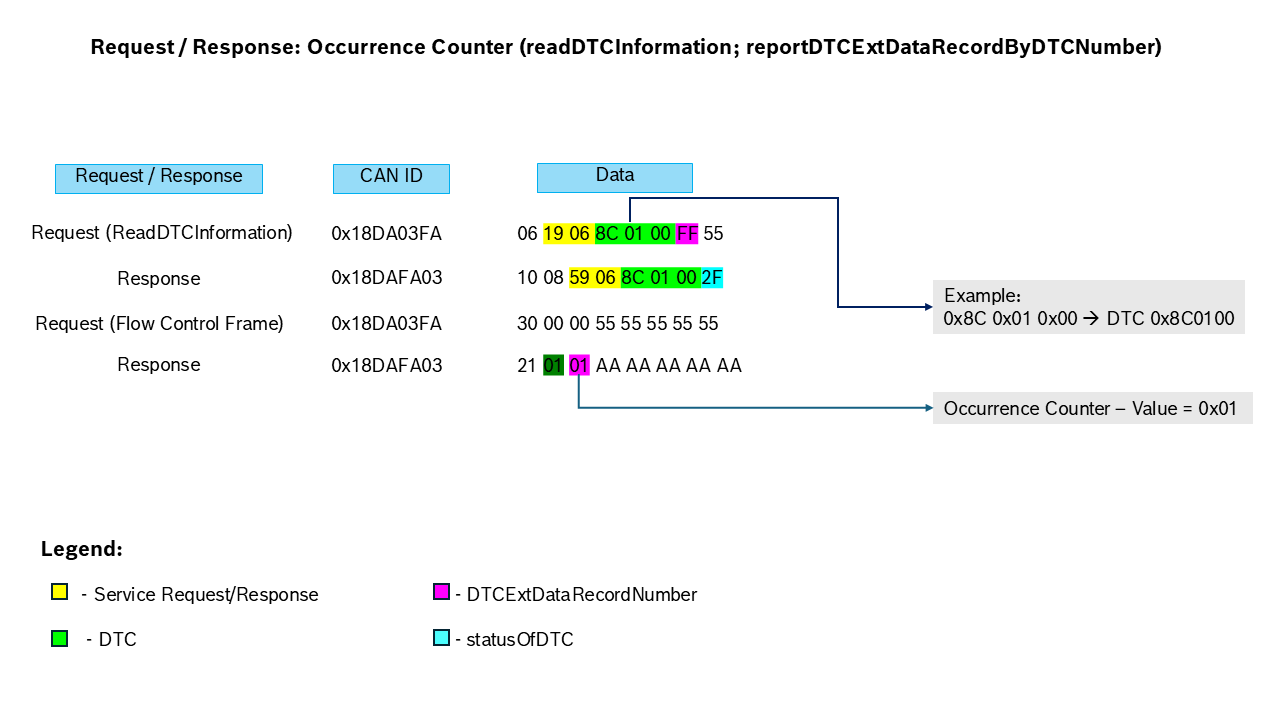 Request / Response: Occurrence Counter (readDTCInformation; reportDTCExtDataRecordByDTCNumber)
Request / Response CAN ID Data
Request (ReadDTCInformation) 0x18DA03FA 06 19 06 8C 01 00 FF 55
Response 0x18DAFA03 10 08 59 06 8C 01 00 2F
Example:
0x8C 0x01 0x00 → DTC 0x8C0100
Request (Flow Control Frame) 0x18DA03FA 30 00 00 55 55 55 55 55
Response 0x18DAFA03 21 01 01 AA AA AA AA AA
Occurrence Counter – Value = 0x01
Legend:
- Service Request/Response - DTCExtDataRecordNumber
- DTC - statusOfDTC